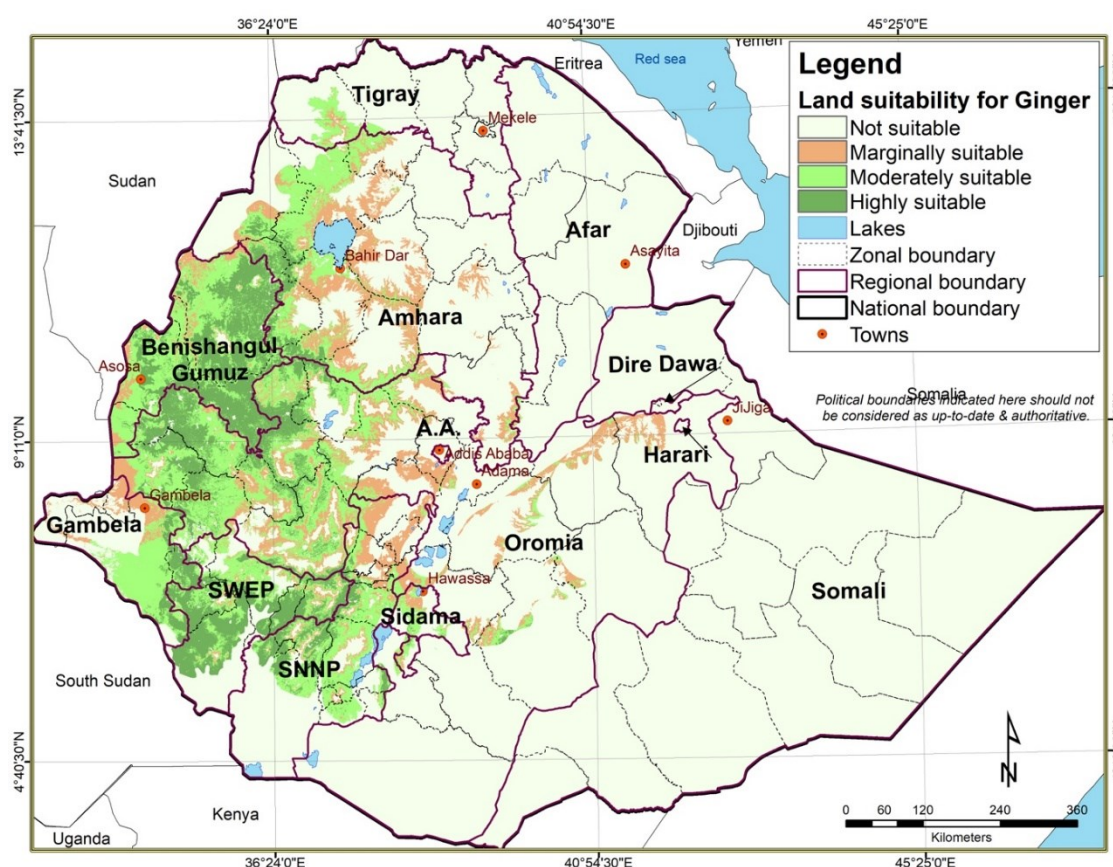 36°24'0"E
40°54'30"E
45°25'0"E
13°41'30"N
9°11'0"N
4°40'30"N
Yemen
Eritrea
Red sea
Legend
Land suitability for Ginger
Not suitable
Marginally suitable
Moderately suitable
Highly suitable
Lakes
Zonal boundary
Regional boundary
National boundary
Towns
Tigray
Mekele
Sudan
Afar
Djibouti
Asayita
Bahir Dar
Amhara
Benishangul
Gumuz
Asosa
Dire Dawa
Somalia
Political boundaries indicated here should not
be considered as up-to-date & authoritative.
JiJiga
A.A.
Addis Ababa
Adama
Harari
Gambela
Gambela
Oromia
SWEP
Hawassa
Sidama
Somali
SNNP
South Sudan
N
Kenya
Uganda
0 60 120 240 360
Kilometers
36°24'0"E
40°54'30"E
45°25'0"E